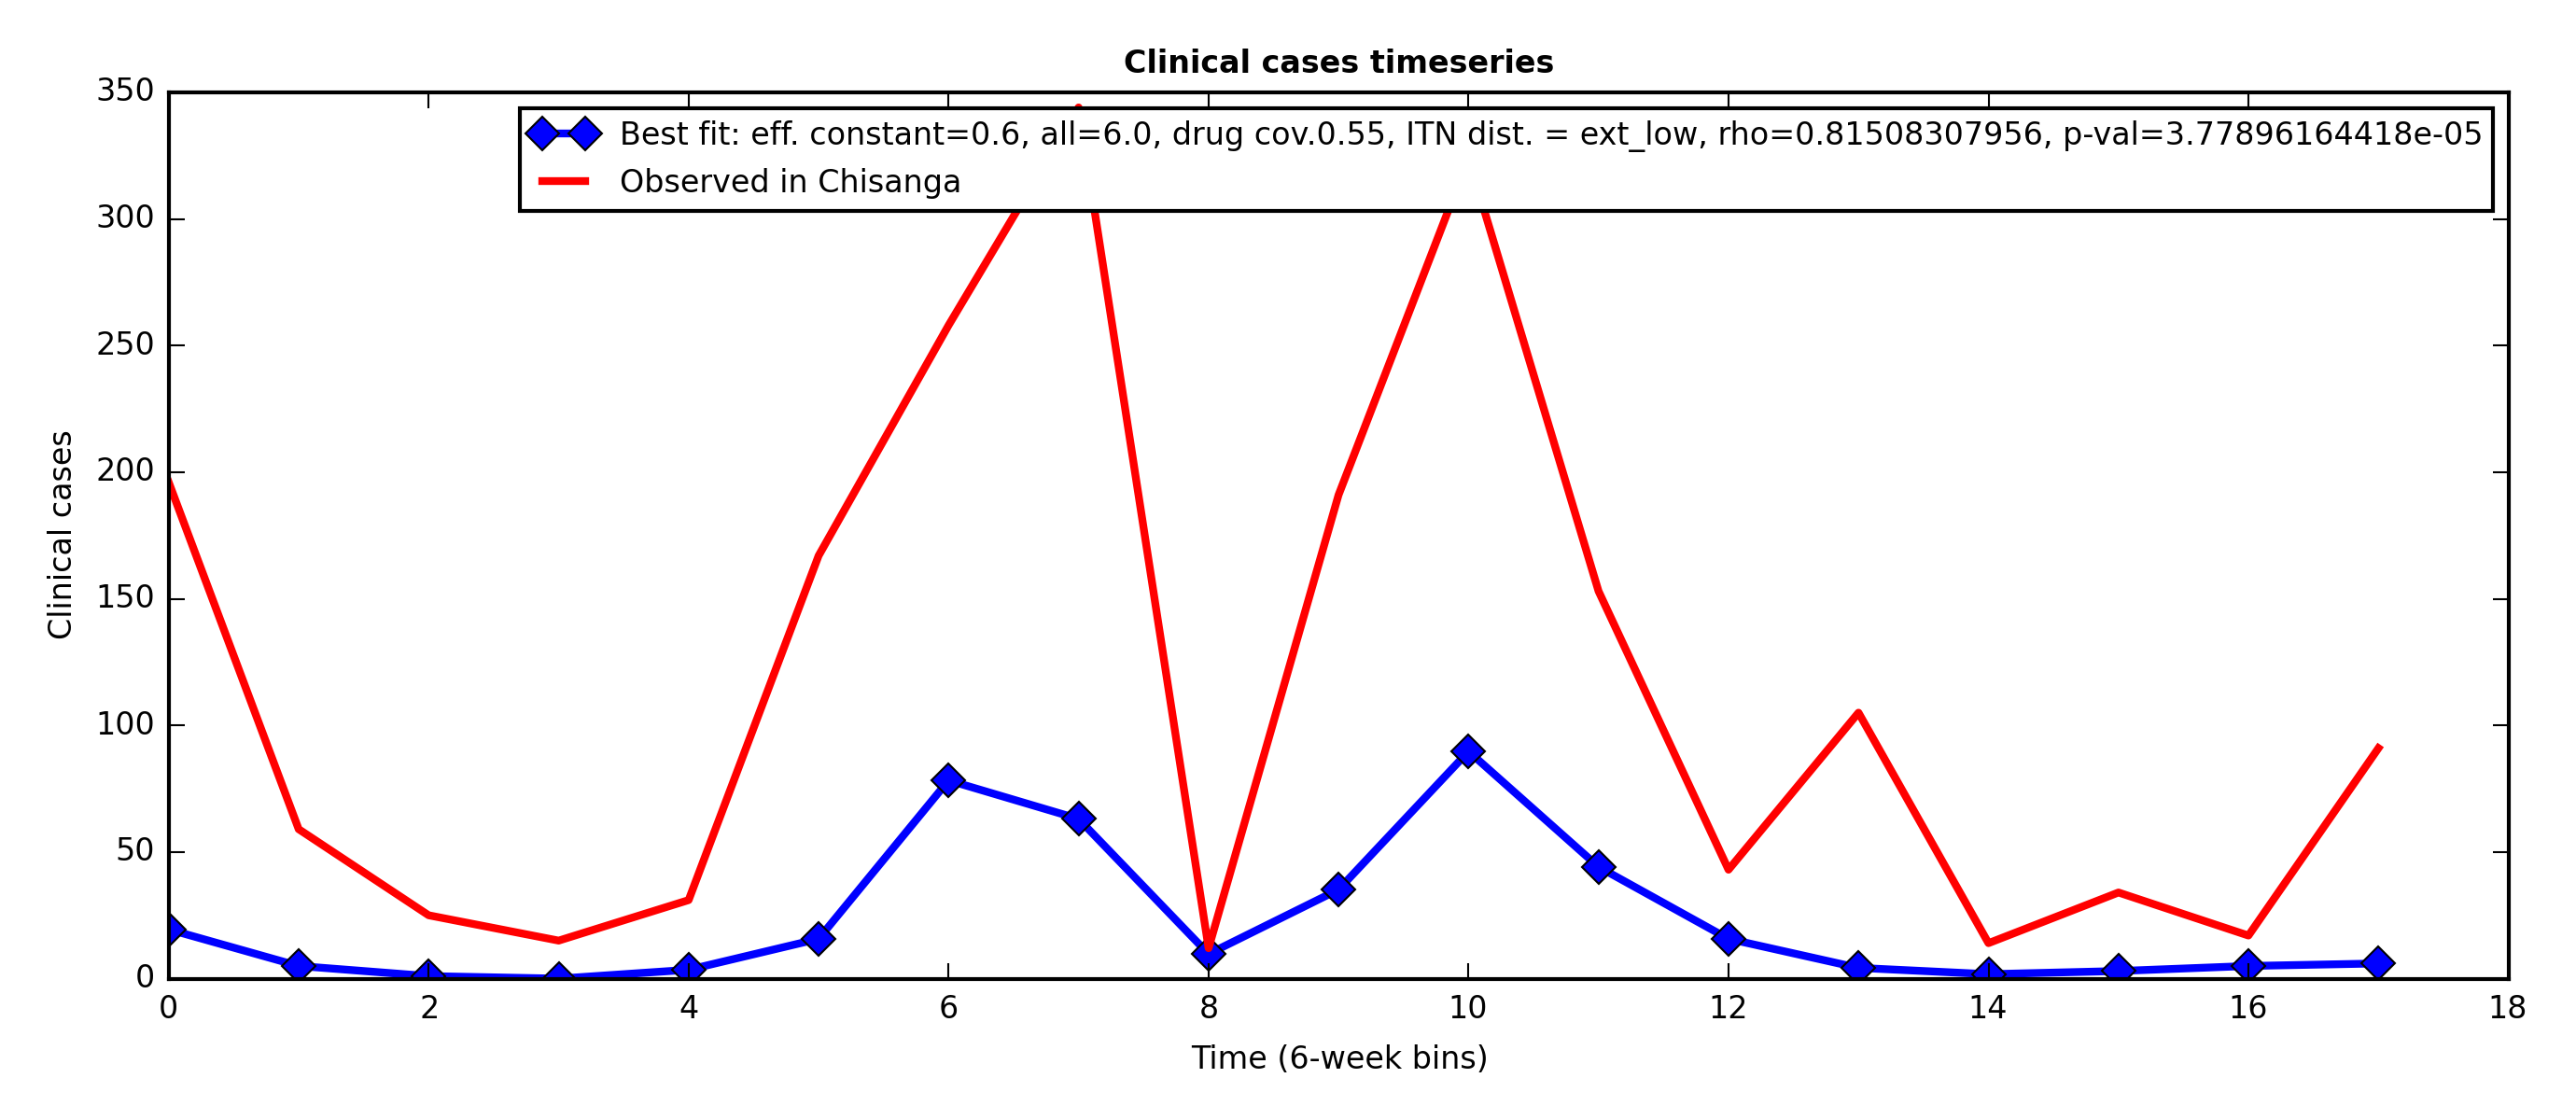 Clinical cases timeseries
350
300
250
200
150
100
50
0
Clinical cases
Best fit: eff. constant=0.6, all=6.0, drug cov.0.55, ITN dist. = ext_low, rho=0.81508307956, p-val=3.77896164418e-05
Observed in Chisanga
0 2 4 6 8 10 12 14 16 18
Time (6-week bins)